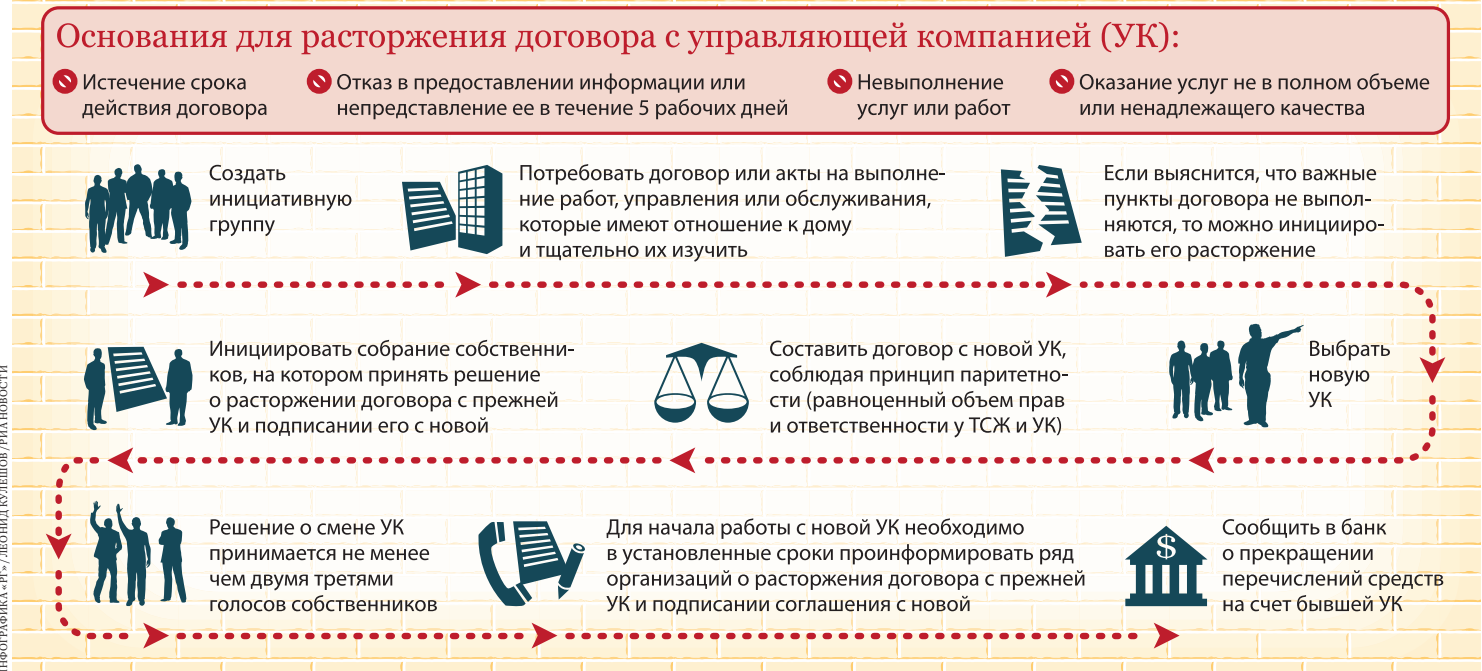 Основания для расторжения договора с управляющей компанией (УК):
Истечение срока
действия договора
Отказ в предоставлении информации или
непредставление ее в течение 5 рабочих дней
Невыполнение
услуг или работ
Оказание услуг не в полном объеме
или ненадлежащего качества
Создать
инициативную
группу
Потребовать договор или акты на выполне-
ние работ, управления или обслуживания,
которые имеют отношение к дому
и тщательно их изучить
Если выяснится, что важные
пункты договора не выпол-
няются, то можно иницииро-
вать его расторжение
Выбрать
новую
УК
Составить договор с новой УК,
соблюдая принцип паритетно-
сти (равноценный объем прав
и ответственности у ТСЖ и УК)
Инициировать собрание собственни-
ков, на котором принять решение
о расторжении договора с прежней
УК и подписании его с новой
Решение о смене УК
принимается не менее
чем двумя третями
голосов собственников
Для начала работы с новой УК необходимо
в установленные сроки проинформировать ряд
организаций о расторжения договора с прежней
УК и подписании соглашения с новой
$
Сообщить в банк
о прекращении
перечислений средств
на счет бывшей УК
НФОГРАФИКА «РГ» / ЛЕОНИД КУЛЕШОВ / РИА НОВОСТИ